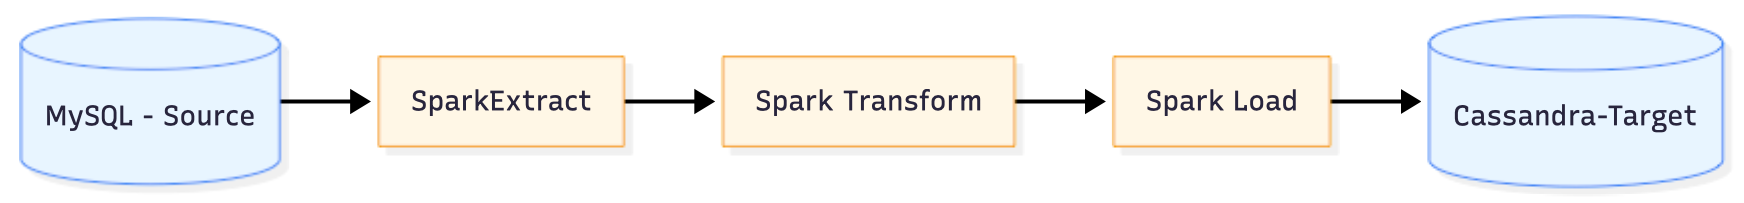 MySQL - Source
SparkExtract
Spark Transform
Spark Load
Cassandra-Target